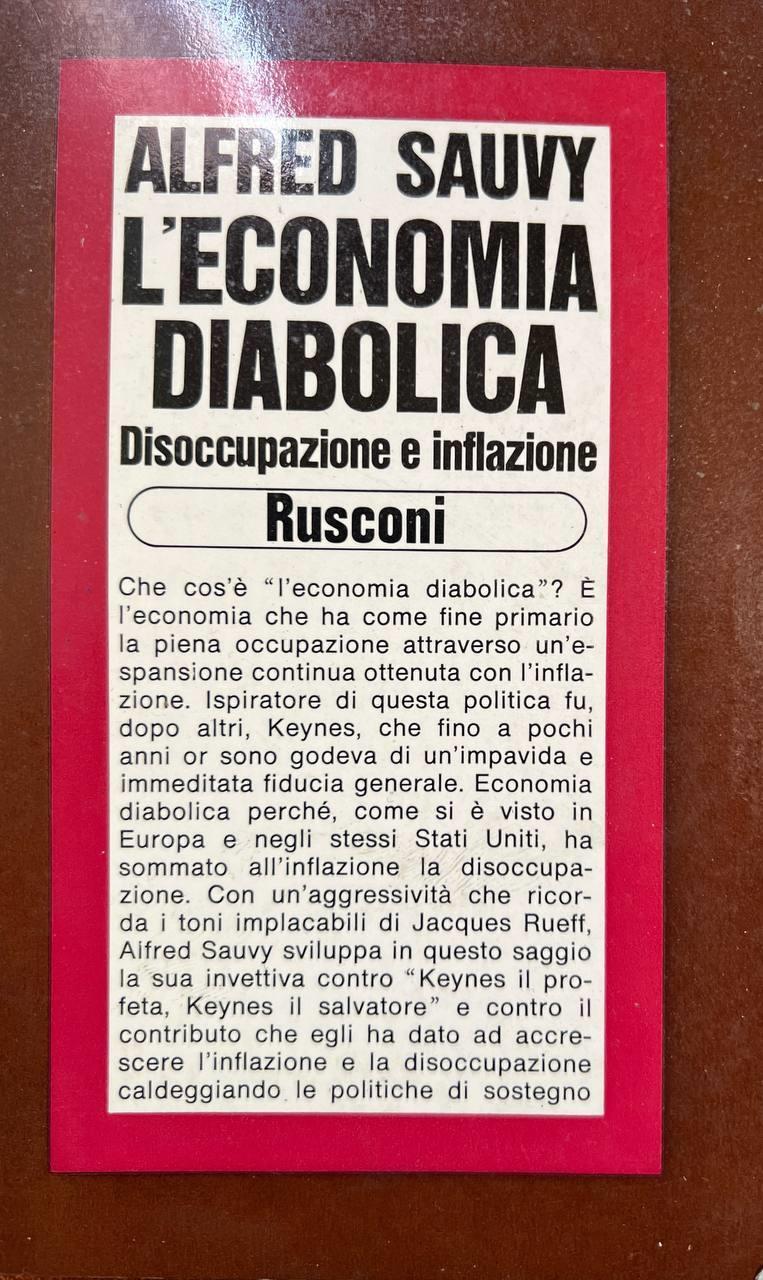 ALFRED SAUVY
L'ECONOMIA
DIABOLICA
Disoccupazione e inflazione
Rusconi
Che cos'è “l'economia diabolica”? È
l'economia che ha come fine primario
la piena occupazione attraverso un'e-
spansione continua ottenuta con l'infla-
zione. Ispiratore di questa politica fu,
dopo altri, Keynes, che fino a pochi
anni or sono godeva di un'impavida e
immeditata fiducia generale. Economia
diabolica perché, come si è visto in
Europa e negli stessi Stati Uniti, ha
sommato all'inflazione la disoccupa-
zione. Con un'aggressività che ricor-
da i toni implacabili di Jacques Rueff,
Alfred Sauvy sviluppa in questo saggio
la sua invettiva contro “Keynes il pro-
feta, Keynes il salvatore” e contro il
contributo che egli ha dato ad accre-
scere l'inflazione e la disoccupazione
caldeggiando le politiche di sostegno